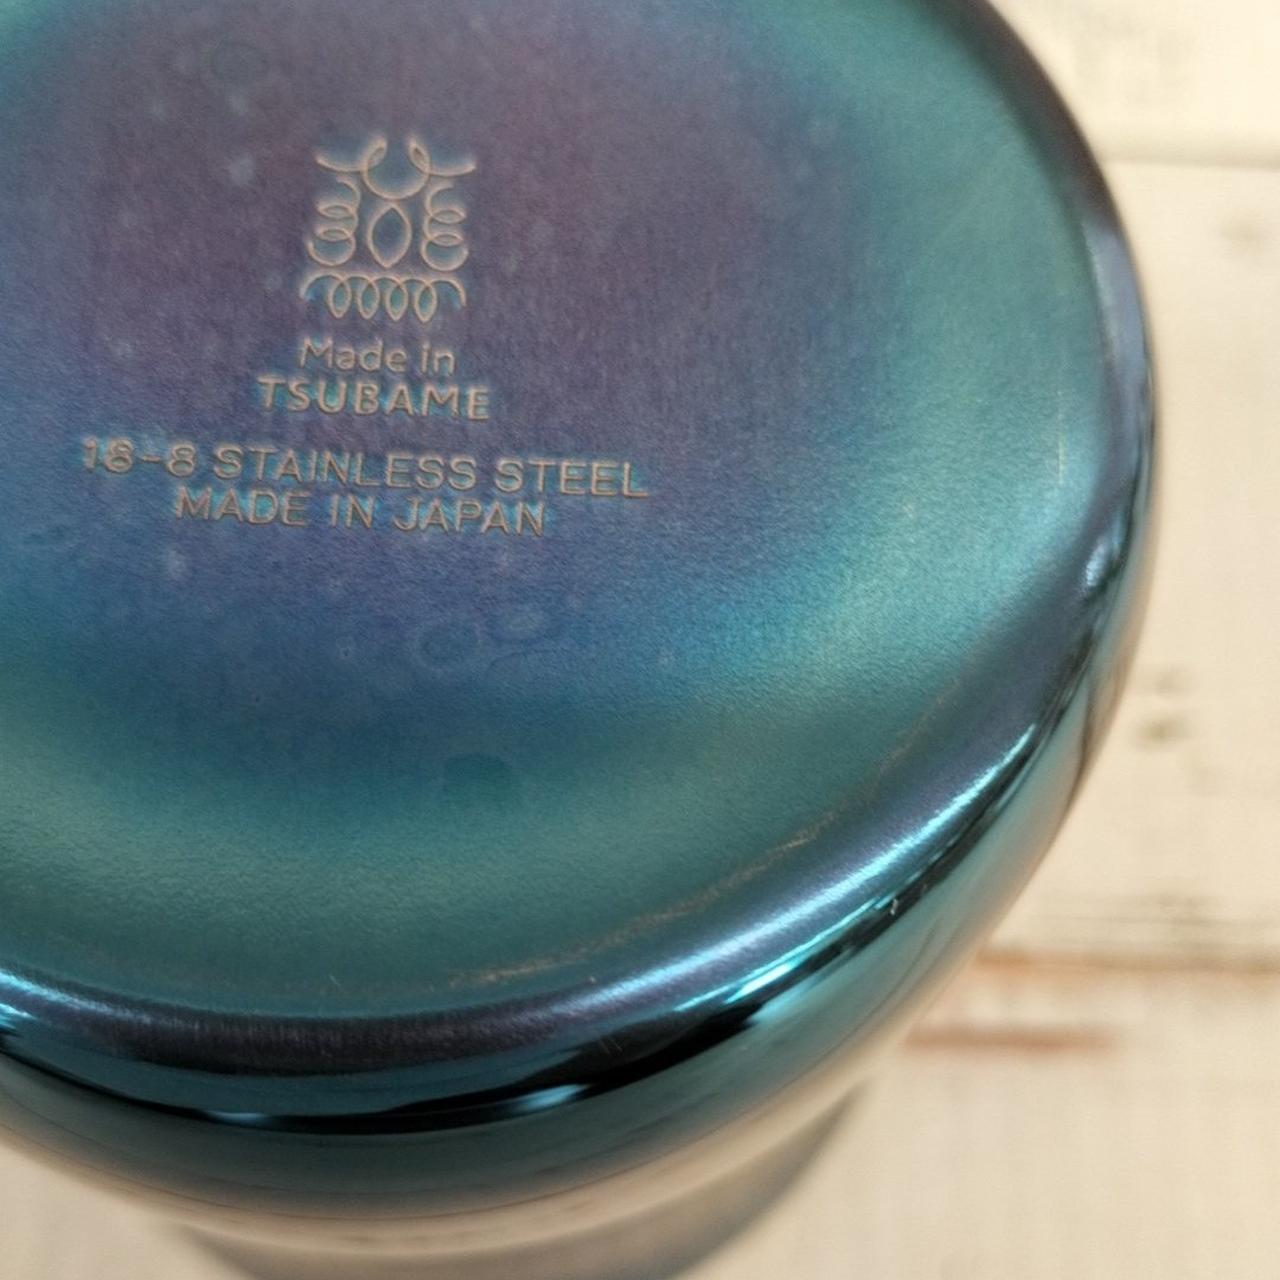 Made in
TSUBAME
18-8 STAINLESS STEEL
MADE IN JAPAN